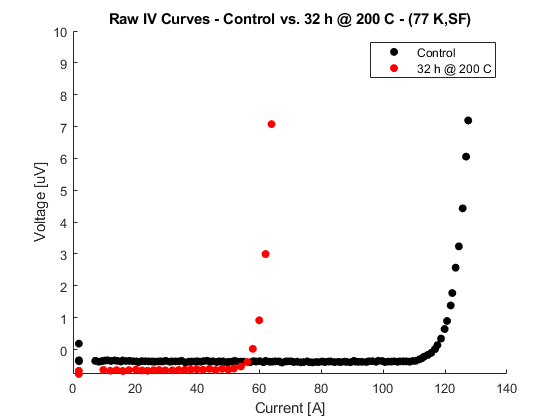 Raw IV Curves - Control vs. 32 h @ 200 C - (77 K,SF)
Control
32 h @ 200 C
10
9
8
7
6
5
4
3
2
1
0
Voltage [uV]
0 20 40 60 80 100 120 140
Current [A]